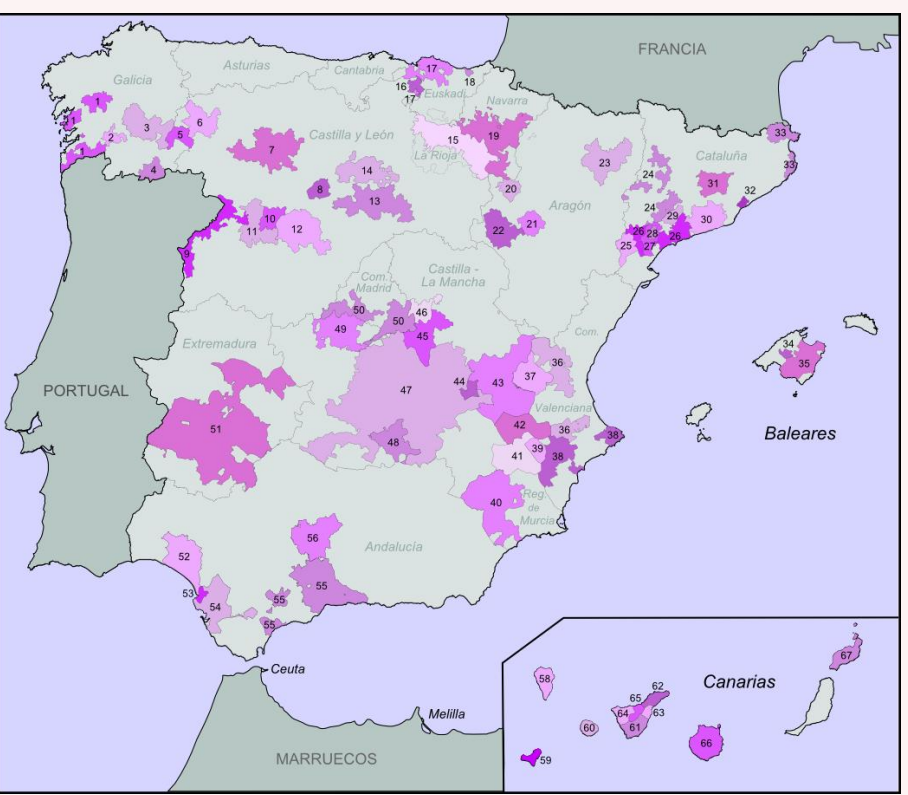 FRANCIA
Galicia
Asturias
Cantabria
17
18
16
17
Euskadi
Navarra
1
1
2
3
5
6
1
4
Castilla y León
7
15
La Rioja
19
33
33
23
Cataluña
24
31
32
14
8
13
20
Aragón
24
29
30
10
11
12
9
22
21
26
28
26
25
27
Com.
Madrid
Castilla -
La Mancha
50
49
50
46
45
Com.
Valenciana
34
35
Extremadura
PORTUGAL
47
44
43
37
36
Baleares
51
48
42
36
38
39
38
41
40
Reg.
de
Murcia
56
Andalucía
52
53
54
55
55
55
Ceuta
Melilla
MARRUECOS
Canarias
58
59
60
65
62
64
63
61
66
67